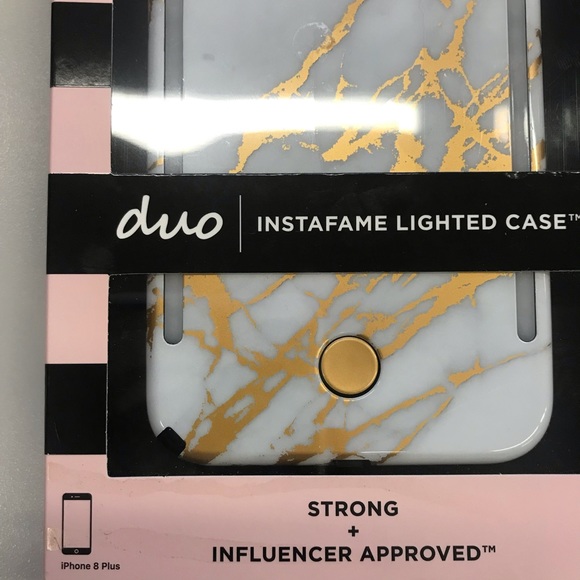 duo | INSTAFAME LIGHTED CASE™
STRONG
+
INFLUENCER APPROVED™
iPhone 8 Plus